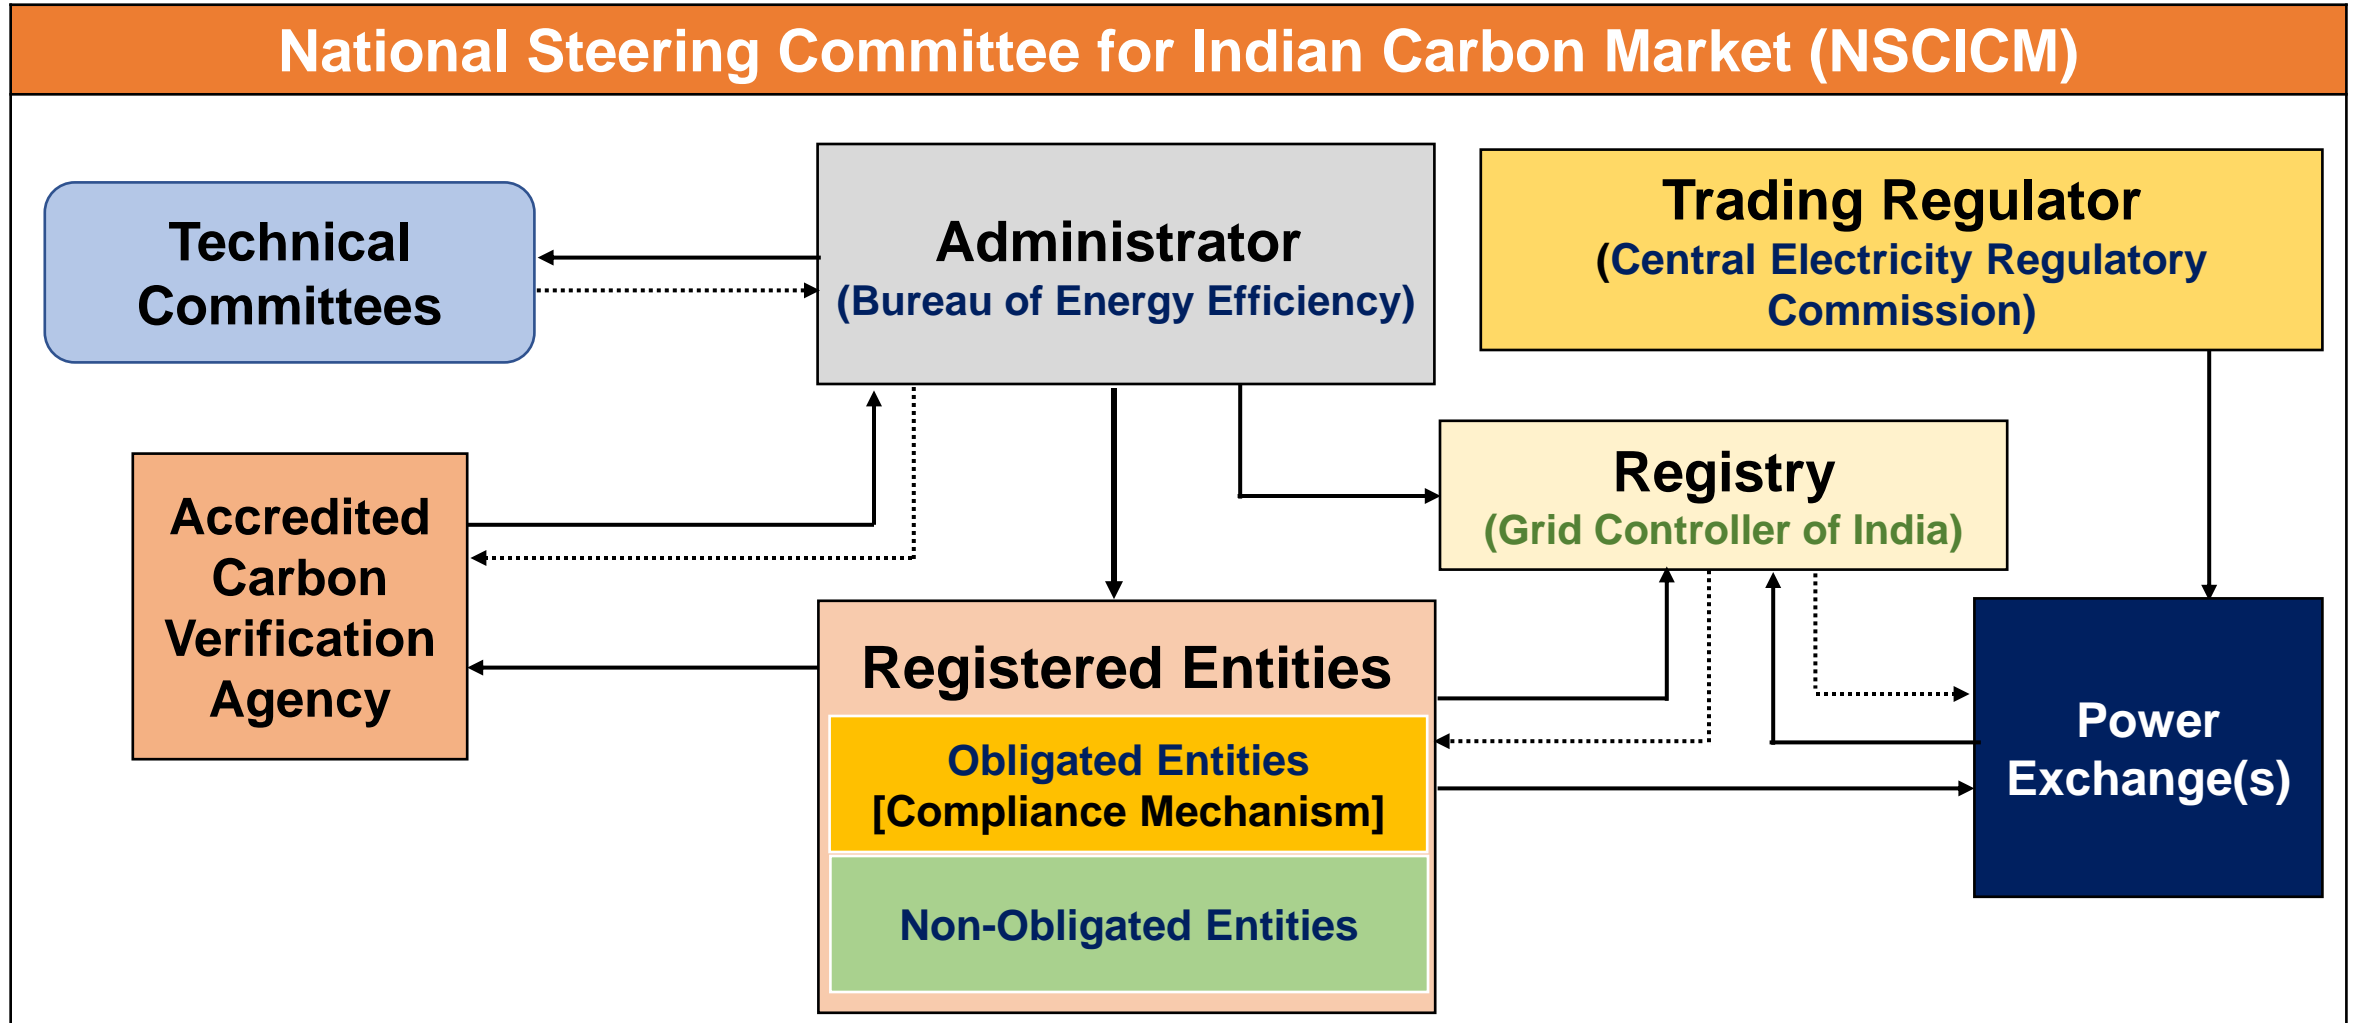 National Steering Committee for Indian Carbon Market (NSCICM)
Technical
Committees
Administrator
(Bureau of Energy Efficiency)
Trading Regulator
(Central Electricity Regulatory
Commission)
Accredited
Carbon
Verification
Agency
Registry
(Grid Controller of India)
Registered Entities
Obligated Entities
[Compliance Mechanism]
Non-Obligated Entities
Power
Exchange(s)